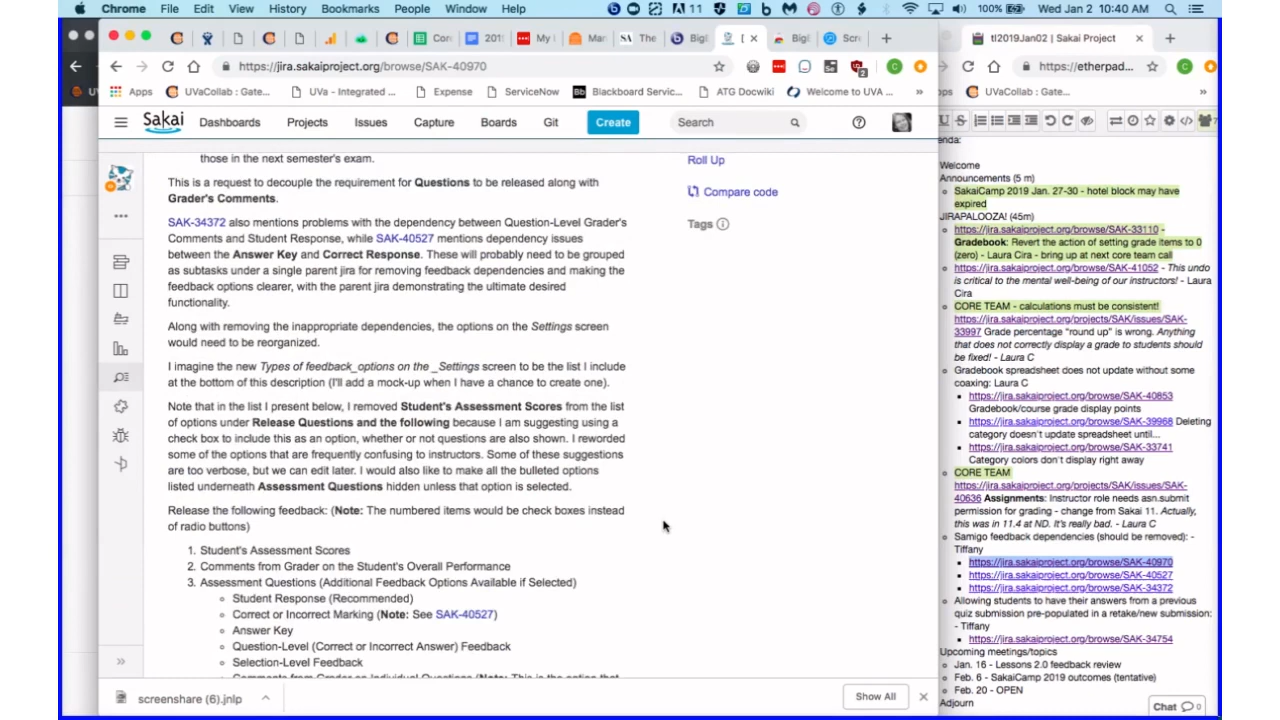 Chrome File Edit View History Bookmarks People Window Help
11
100%
Wed Jan 2 10:40 AM
Con
201
My
Mar
SA The
Bigl
[
Bigl
Scr
tl2019Jan02 | Sakai Project
https://jira.sakaiproject.org/browse/SAK-40970
2
C
https://etherpad...
C
Apps
UVaCollab : Gate...
UVa - Integrated ...
Expense
ServiceNow
Bb Blackboard Servic...
ATG Docwiki
Welcome to UVA ...
»
UVaCollab : Gate...
»
Sakai
Dashboards
Projects
Issues
Capture
Boards
Git
Create
Search
those in the next semester's exam.
This is a request to decouple the requirement for Questions to be released along with
Grader's Comments.
SAK-34372 also mentions problems with the dependency between Question-Level Grader's
Comments and Student Response, while SAK-40527 mentions dependency issues
between the Answer Key and Correct Response. These will probably need to be grouped
as subtasks under a single parent jira for removing feedback dependencies and making the
feedback options clearer, with the parent jira demonstrating the ultimate desired
functionality.
Along with removing the inappropriate dependencies, the options on the Settings screen
would need to be reorganized.
I imagine the new Types of feedback_options on the _Settings screen to be the list I include
at the bottom of this description (I'll add a mock-up when I have a chance to create one).
Note that in the list I present below, I removed Student's Assessment Scores from the list
of options under Release Questions and the following because I am suggesting using a
check box to include this as an option, whether or not questions are also shown. I reworded
some of the options that are frequently confusing to instructors. Some of these suggestions
are too verbose, but we can edit later. I would also like to make all the bulleted options
listed underneath Assessment Questions hidden unless that option is selected.
Release the following feedback: (Note: The numbered items would be check boxes instead
of radio buttons)
1. Student's Assessment Scores
2. Comments from Grader on the Student's Overall Performance
3. Assessment Questions (Additional Feedback Options Available if Selected)
Student Response (Recommended)
Correct or Incorrect Marking (Note: See SAK-40527)
Answer Key
Question-Level (Correct or Incorrect Answer) Feedback
Selection-Level Feedback
Comments from Grader on Individual Questions (Note: This is the option that
Roll Up
Compare code
Tags
enda:
Welcome
Announcements (5 m)
SakaiCamp 2019 Jan. 27-30 - hotel block may have
expired
JIRAPALOOZA! (45m)
https://jira.sakaiproject.org/browse/SAK-33110 -
Gradebook: Revert the action of setting grade items to 0
(zero) - Laura Cira - bring up at next core team call
https://jira.sakaiproject.org/browse/SAK-41052 - This undo
is critical to the mental well-being of our instructors! - Laura
Cira
CORE TEAM - calculations must be consistent!
https://jira.sakaiproject.org/projects/SAK/issues/SAK-
33997 Grade percentage "round up" is wrong. Anything
that does not correctly display a grade to students should
be fixed! - Laura C
Gradebook spreadsheet does not update without some
coaxing: Laura C
https://jira.sakaiproject.org/browse/SAK-40853
Gradebook/course grade display points
https://jira.sakaiproject.org/browse/SAK-39968 Deleting
category doesn't update spreadsheet until...
https://jira.sakaiproject.org/browse/SAK-33741
Category colors don't display right away
CORE TEAM
https://jira.sakaiproject.org/projects/SAK/issues/SAK-
40636 Assignments: Instructor role needs asn.submit
permission for grading - change from Sakai 11. Actually,
this was in 11.4 at ND. It's really bad. - Laura C
Samigo feedback dependencies (should be removed): -
Tiffany
https://jira.sakaiproject.org/browse/SAK-40970
https://jira.sakaiproject.org/browse/SAK-40527
https://jira.sakaiproject.org/browse/SAK-34372
Allowing students to have their answers from a previous
quiz submission pre-populated in a retake/new submission:
- Tiffany
https://jira.sakaiproject.org/browse/SAK-34754
Upcoming meetings/topics
Jan. 16 - Lessons 2.0 feedback review
Feb. 6 - SakaiCamp 2019 outcomes (tentative)
Feb. 20 - OPEN
Adjourn
Chat 0
screenshare (6).jnlp
Show All